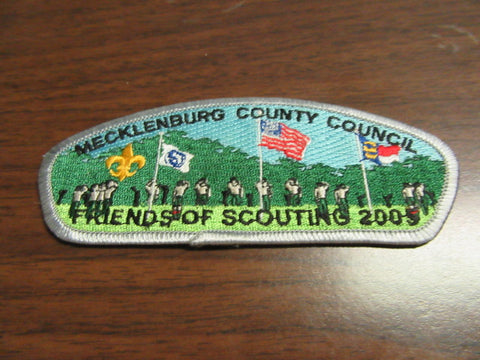 MECKLENBURG COUNTY COUNCIL
FRIENDS OF SCOUTING 2005